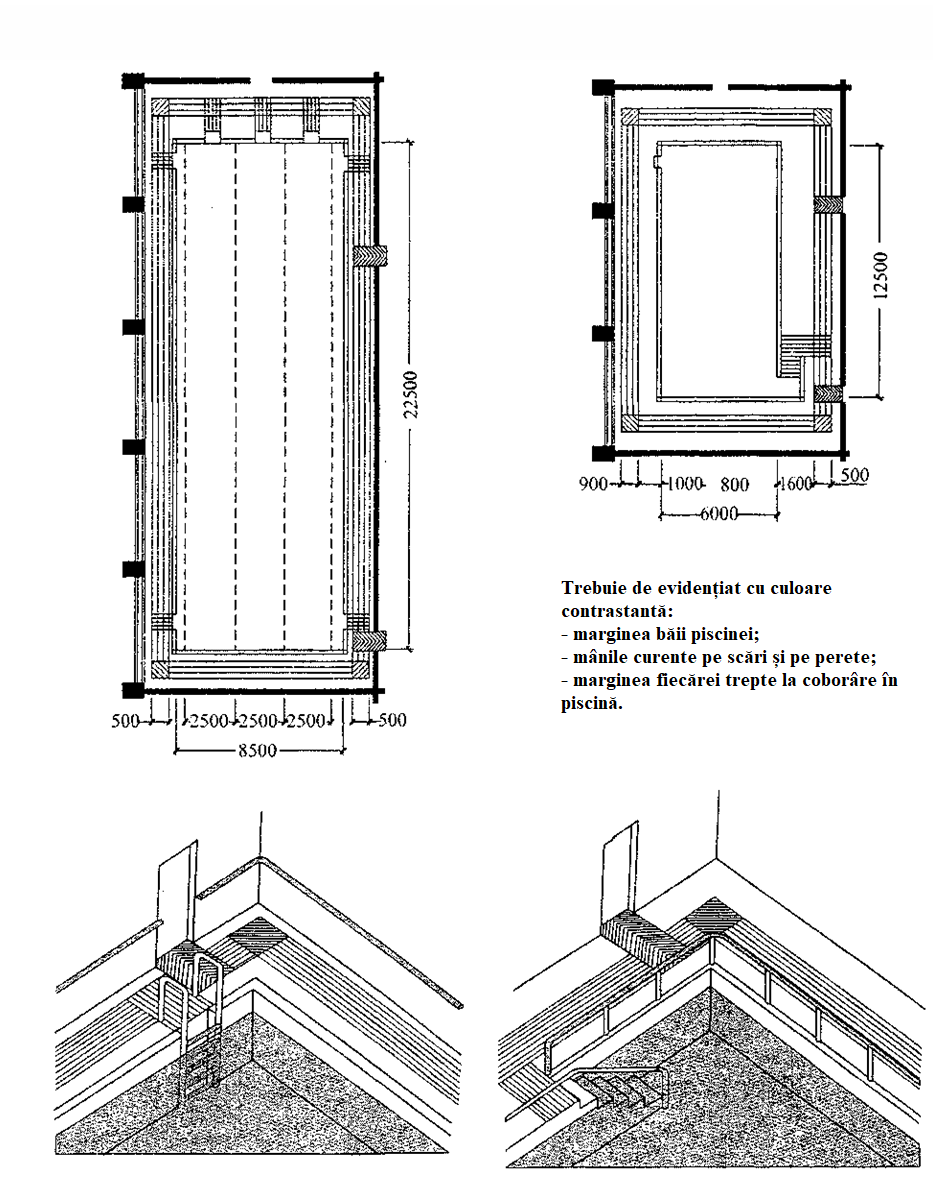 22500
500
2500
2500
2500
500
8500
12500
900
1000
800
1600
500
6000
Trebuie de evidențiat cu culoare
contrastantă:
- marginea băii piscinei;
- mânile curente pe scări și pe perete;
- marginea fiecărei trepte la coborâre în
piscină.